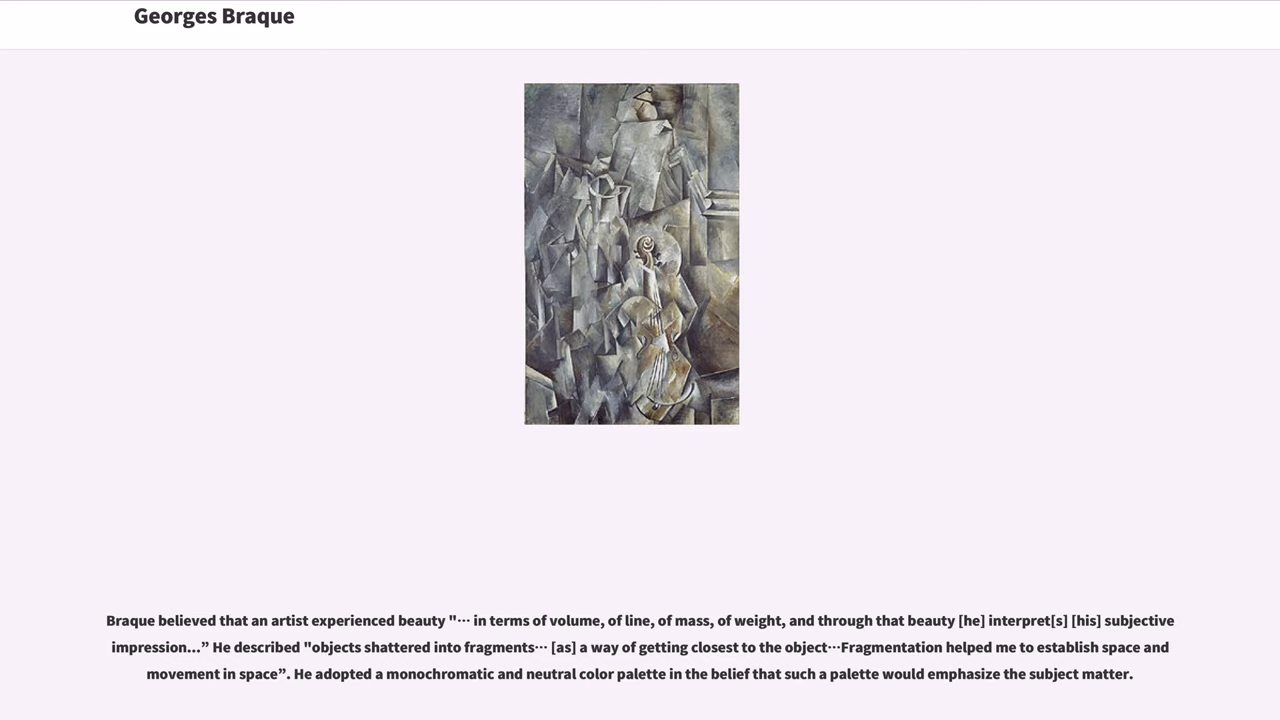 Georges Braque
Braque believed that an artist experienced beauty "··· in terms of volume, of line, of mass, of weight, and through that beauty [he] interpret[s] [his] subjective
impression...” He described "objects shattered into fragments··· [as] a way of getting closest to the object···Fragmentation helped me to establish space and
movement in space”. He adopted a monochromatic and neutral color palette in the belief that such a palette would emphasize the subject matter.